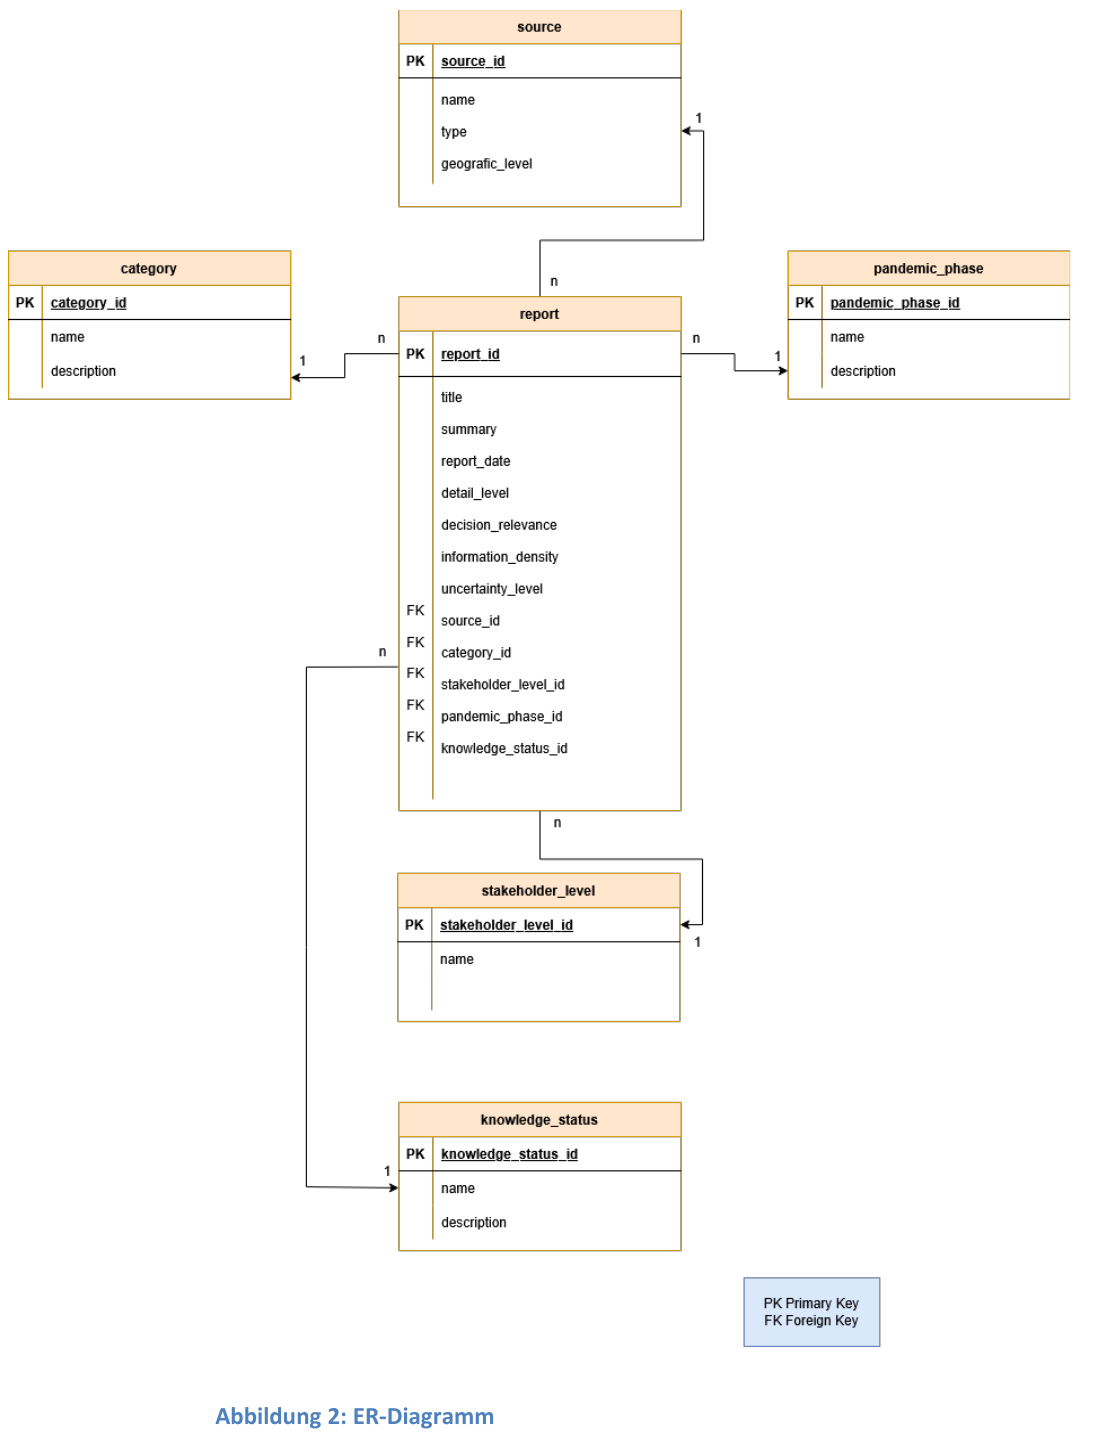 source
PK source_id
name
type
geografic_level
1
n
category
PK category_id
name
description
1
n
report
PK report_id
title
summary
report_date
detail_level
decision_relevance
information_density
uncertainty_level
FK source_id
FK category_id
FK stakeholder_level_id
FK pandemic_phase_id
FK knowledge_status_id
n
1
pandemic_phase
PK pandemic_phase_id
name
description
n
n
1
stakeholder_level
PK stakeholder_level_id
name
1
knowledge_status
PK knowledge_status_id
name
description
PK Primary Key
FK Foreign Key
Abbildung 2: ER-Diagramm